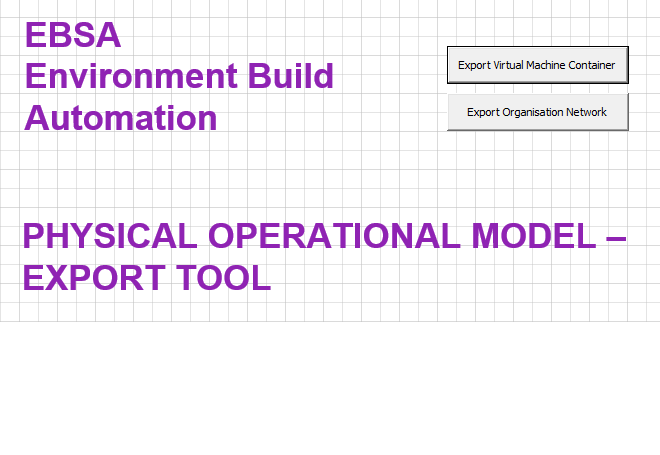 EBSA
Environment Build
Automation
Export Virtual Machine Container
Export Organisation Network
PHYSICAL OPERATIONAL MODEL –
EXPORT TOOL